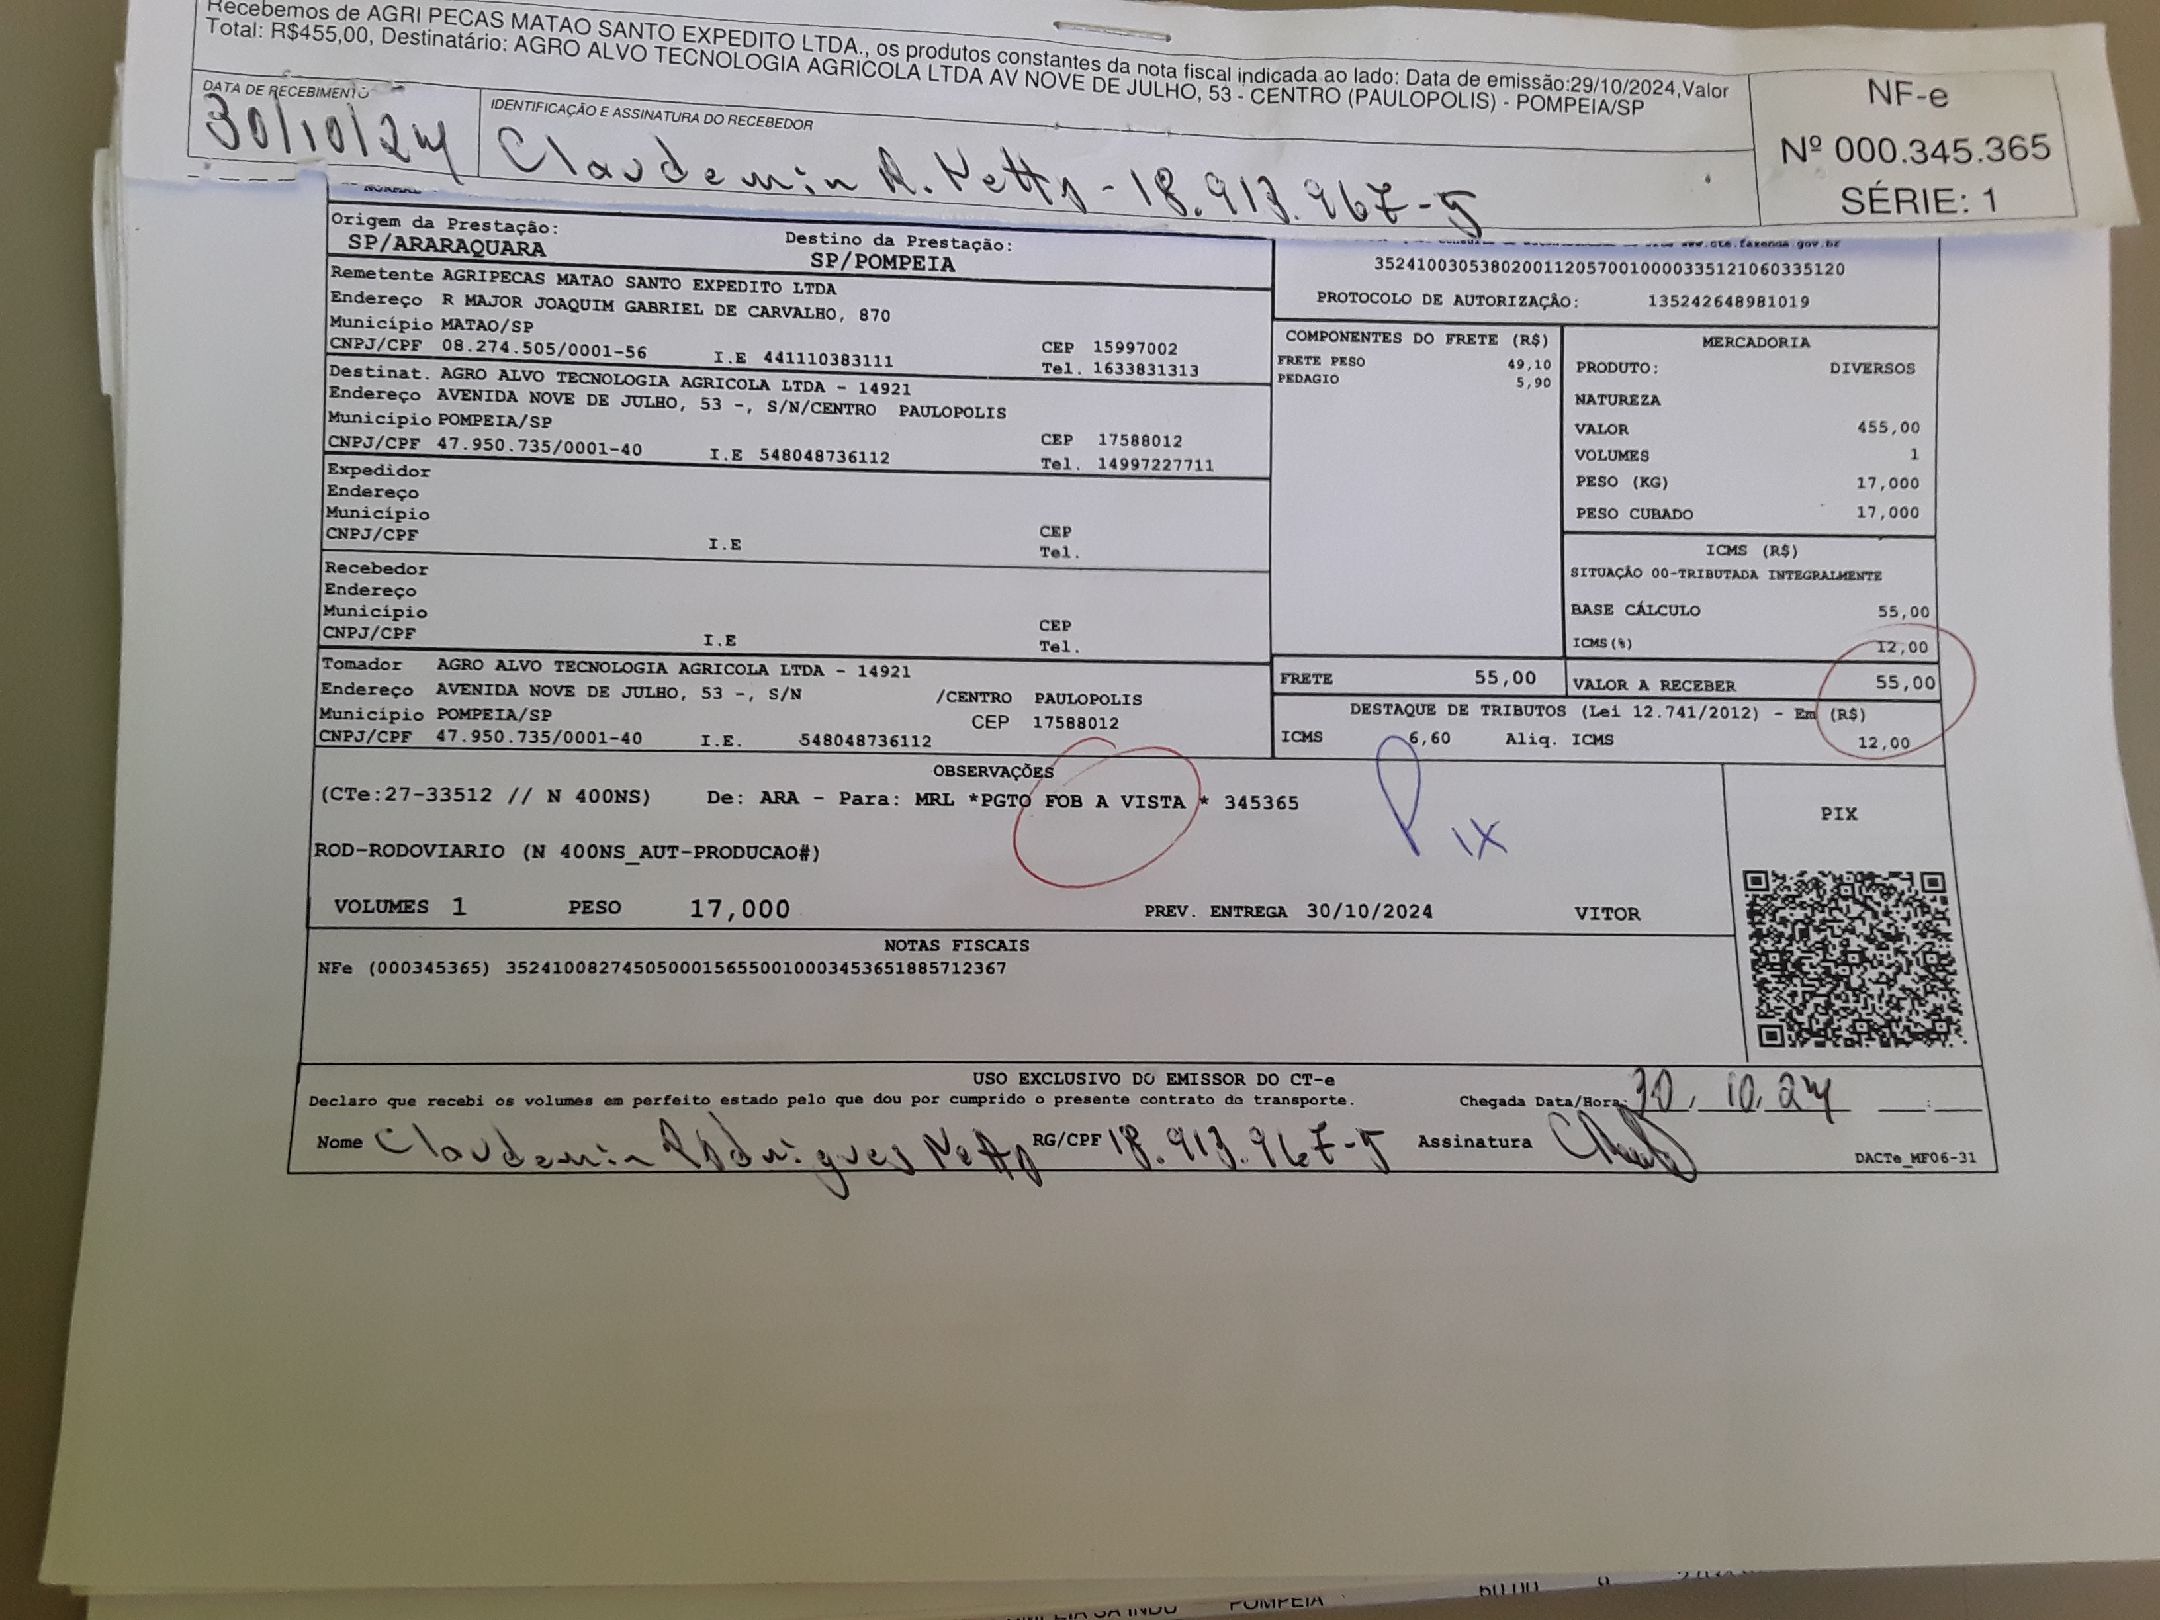 Recebemos de AGRI PECAS MATAO SANTO EXPEDITO LTDA., os produtos constantes da nota fiscal indicada ao lado: Data de emissão:29/10/2024,Valor
Total: R$455,00, Destinatário: AGRO ALVO TECNOLOGIA AGRICOLA LTDA AV NOVE DE JULHO, 53 - CENTRO (PAULOPOLIS) - POMPEIA/SP
NF-e
Nº 000.345.365
SÉRIE: 1
DATA DE RECEBIMENTO
IDENTIFICAÇÃO E ASSINATURA DO RECEBEDOR
30/10/24
Claudemir R. Netto - 18.913.967-5
NORMAL
Origem da Prestação:
SP/ARARAQUARA
Destino da Prestação:
SP/POMPEIA
www.cte.fazenda.gov.br
35241003053802001120570010000335121060335120
PROTOCOLO DE AUTORIZAÇÃO: 135242648981019
Remetente AGRIPECAS MATAO SANTO EXPEDITO LTDA
Endereço R MAJOR JOAQUIM GABRIEL DE CARVALHO, 870
Município MATAO/SP
CEP 15997002
CNPJ/CPF 08.274.505/0001-56 I.E 441110383111 Tel. 1633831313
Destinat. AGRO ALVO TECNOLOGIA AGRICOLA LTDA - 14921
Endereço AVENIDA NOVE DE JULHO, 53 -, S/N/CENTRO PAULOPOLIS
Município POMPEIA/SP
CEP 17588012
CNPJ/CPF 47.950.735/0001-40 I.E 548048736112 Tel. 14997227711
Expedidor
Endereço
Município
CEP
CNPJ/CPF I.E Tel.
Recebedor
Endereço
Município
CEP
CNPJ/CPF I.E Tel.
Tomador AGRO ALVO TECNOLOGIA AGRICOLA LTDA - 14921
Endereço AVENIDA NOVE DE JULHO, 53 -, S/N /CENTRO PAULOPOLIS
Município POMPEIA/SP CEP 17588012
CNPJ/CPF 47.950.735/0001-40 I.E. 548048736112
COMPONENTES DO FRETE (R$)
FRETE PESO 49,10
PEDAGIO 5,90
MERCADORIA
PRODUTO: DIVERSOS
NATUREZA
VALOR 455,00
VOLUMES 1
PESO (KG) 17,000
PESO CUBADO 17,000
ICMS (R$)
SITUAÇÃO 00-TRIBUTADA INTEGRALMENTE
BASE CÁLCULO 55,00
ICMS(%) 12,00
FRETE 55,00
VALOR A RECEBER 55,00
DESTAQUE DE TRIBUTOS (Lei 12.741/2012) - Em (R$)
ICMS 6,60 Aliq. ICMS 12,00
OBSERVAÇÕES
(CTe:27-33512 // N 400NS) De: ARA - Para: MRL *PGTO FOB A VISTA * 345365
Pix
PIX
ROD-RODOVIARIO (N 400NS_AUT-PRODUCAO#)
VOLUMES 1 PESO 17,000 PREV. ENTREGA 30/10/2024 VITOR
NOTAS FISCAIS
NFe (000345365) 35241008274505000156550010003453651885712367
USO EXCLUSIVO DO EMISSOR DO CT-e
Declaro que recebi os volumes em perfeito estado pelo que dou por cumprido o presente contrato de transporte.
Chegada Data/Hora: 30/10/24 :
Nome Claudemir Rodrigues Netto RG/CPF 18.913.967-5 Assinatura
DACTe_MF06-31
POMPEIA
60,00